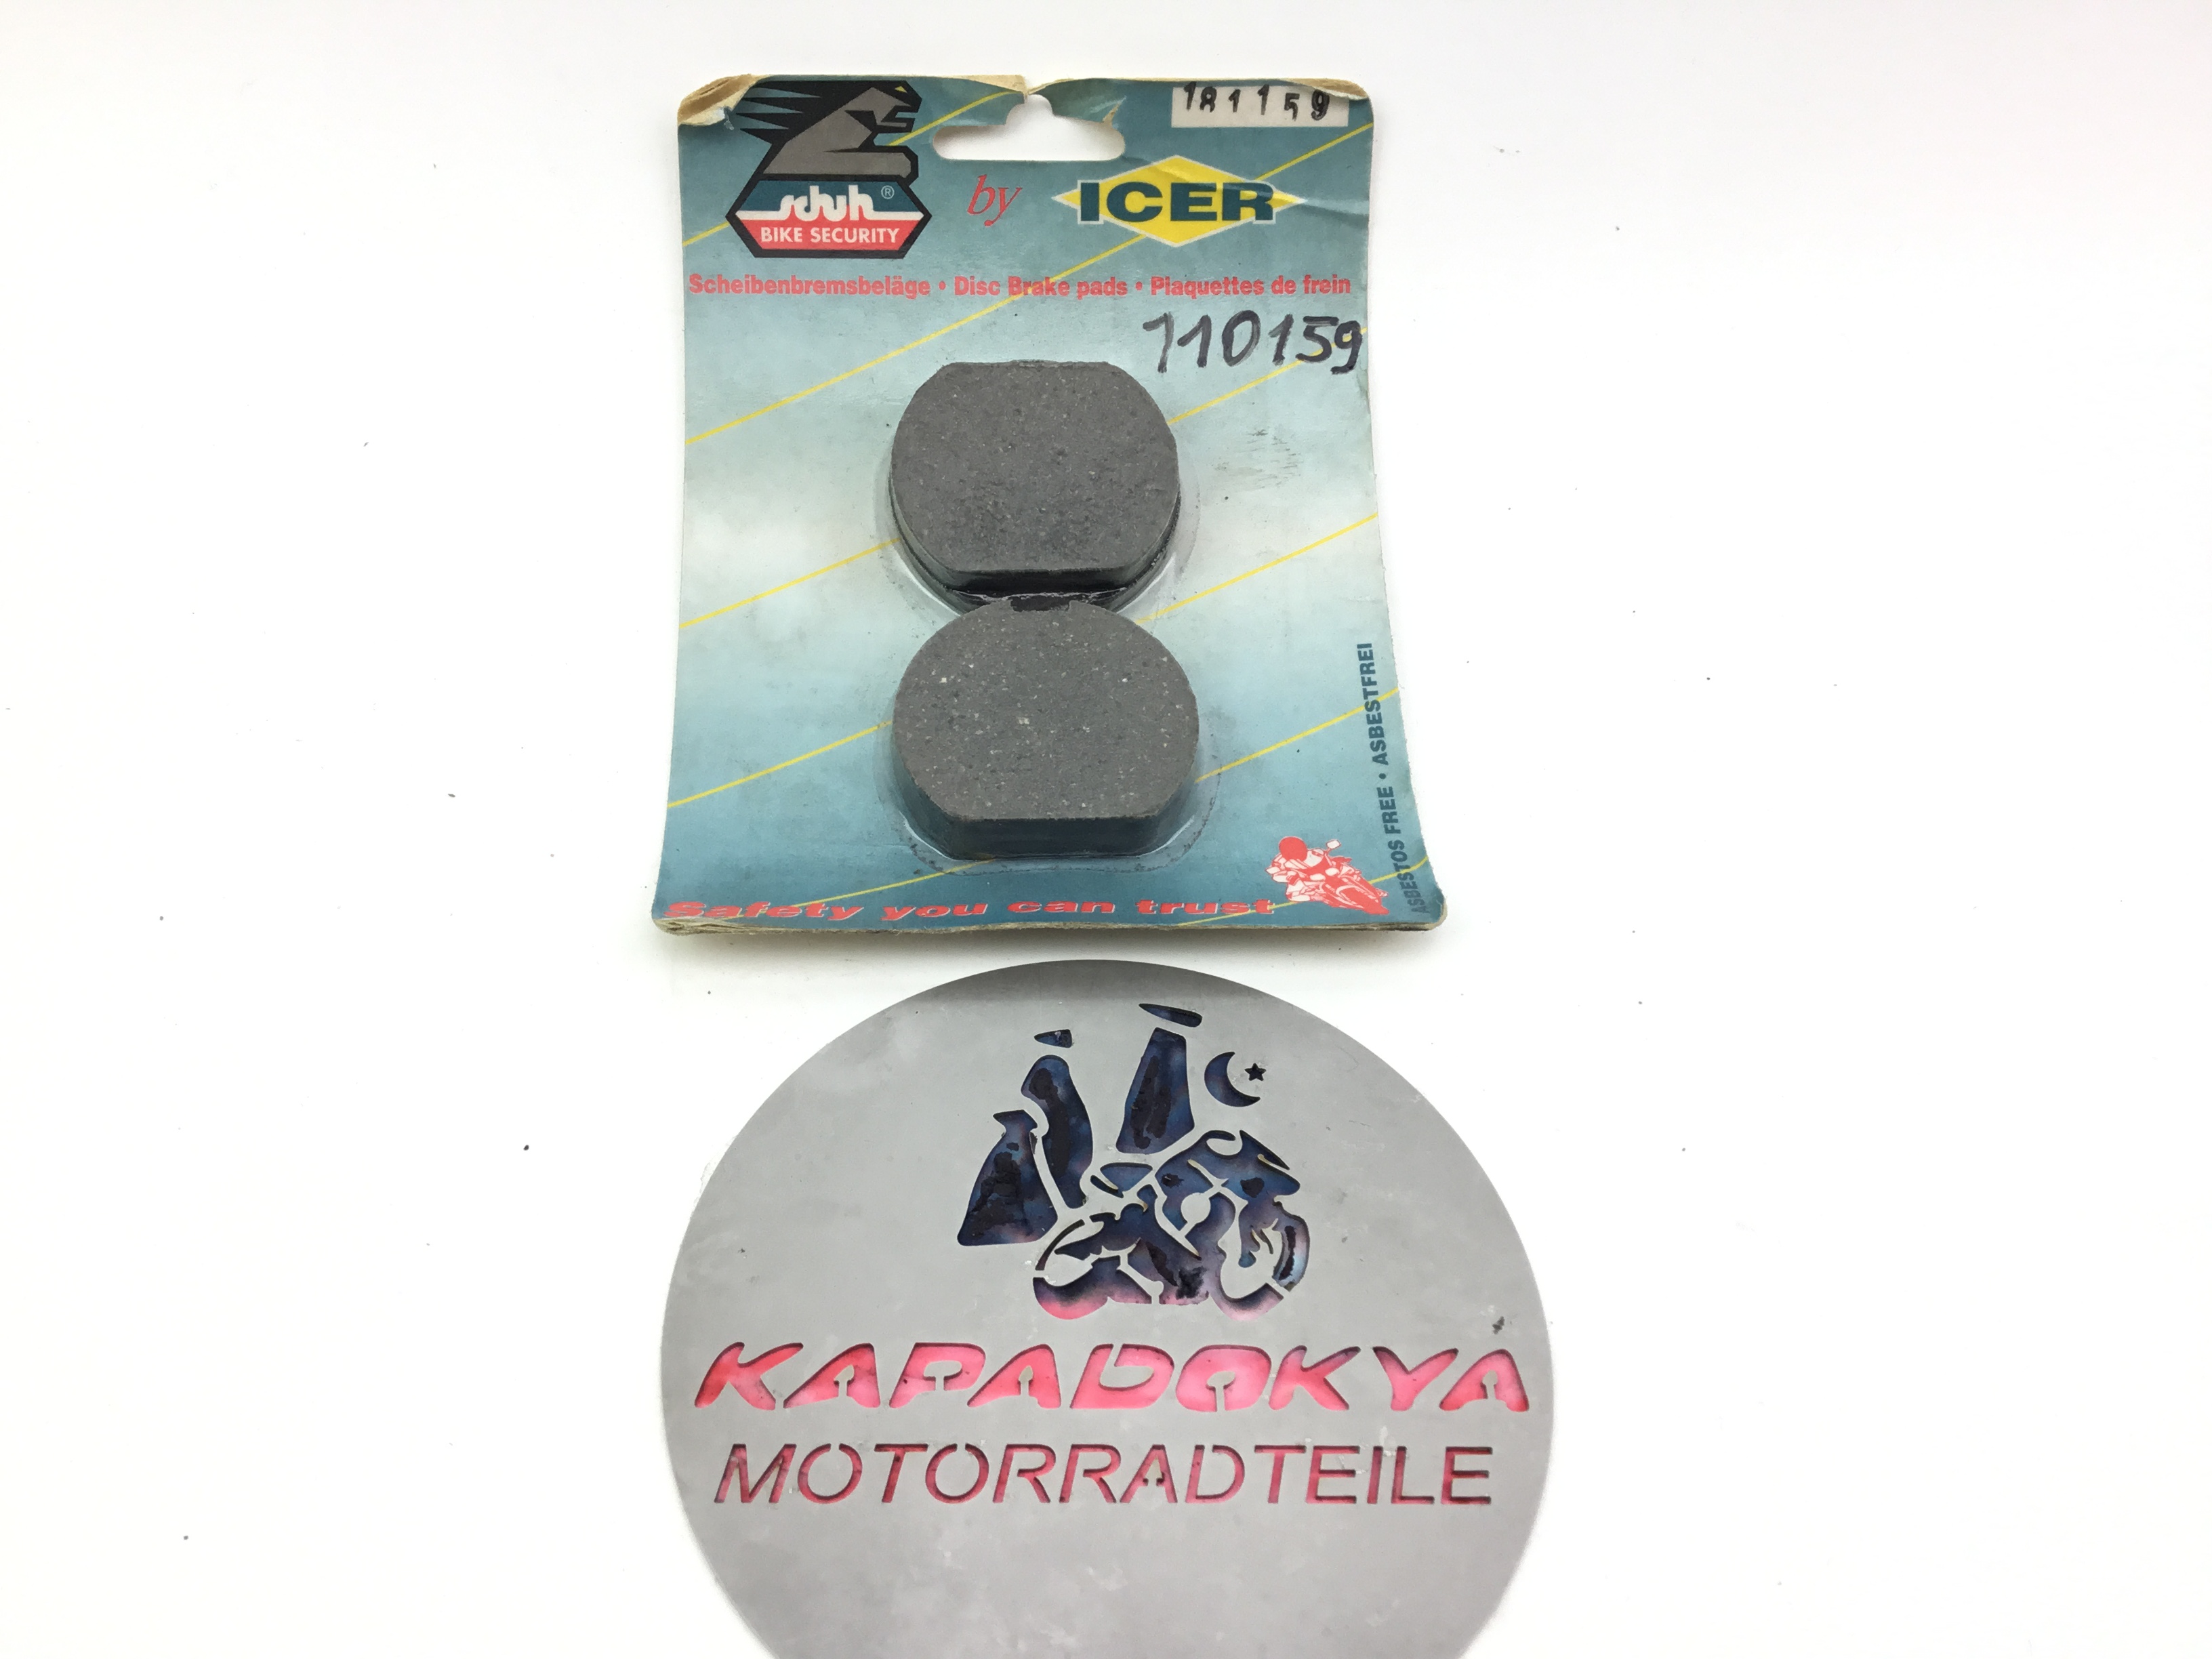 181159
schuh®
BIKE SECURITY
by
ICER
Scheibenbremsbeläge • Disc Brake pads • Plaquettes de frein
110159
ASBESTOS FREE • ASBESTFREI
Safety you can trust
KAPADOKYA
MOTORRADTEILE